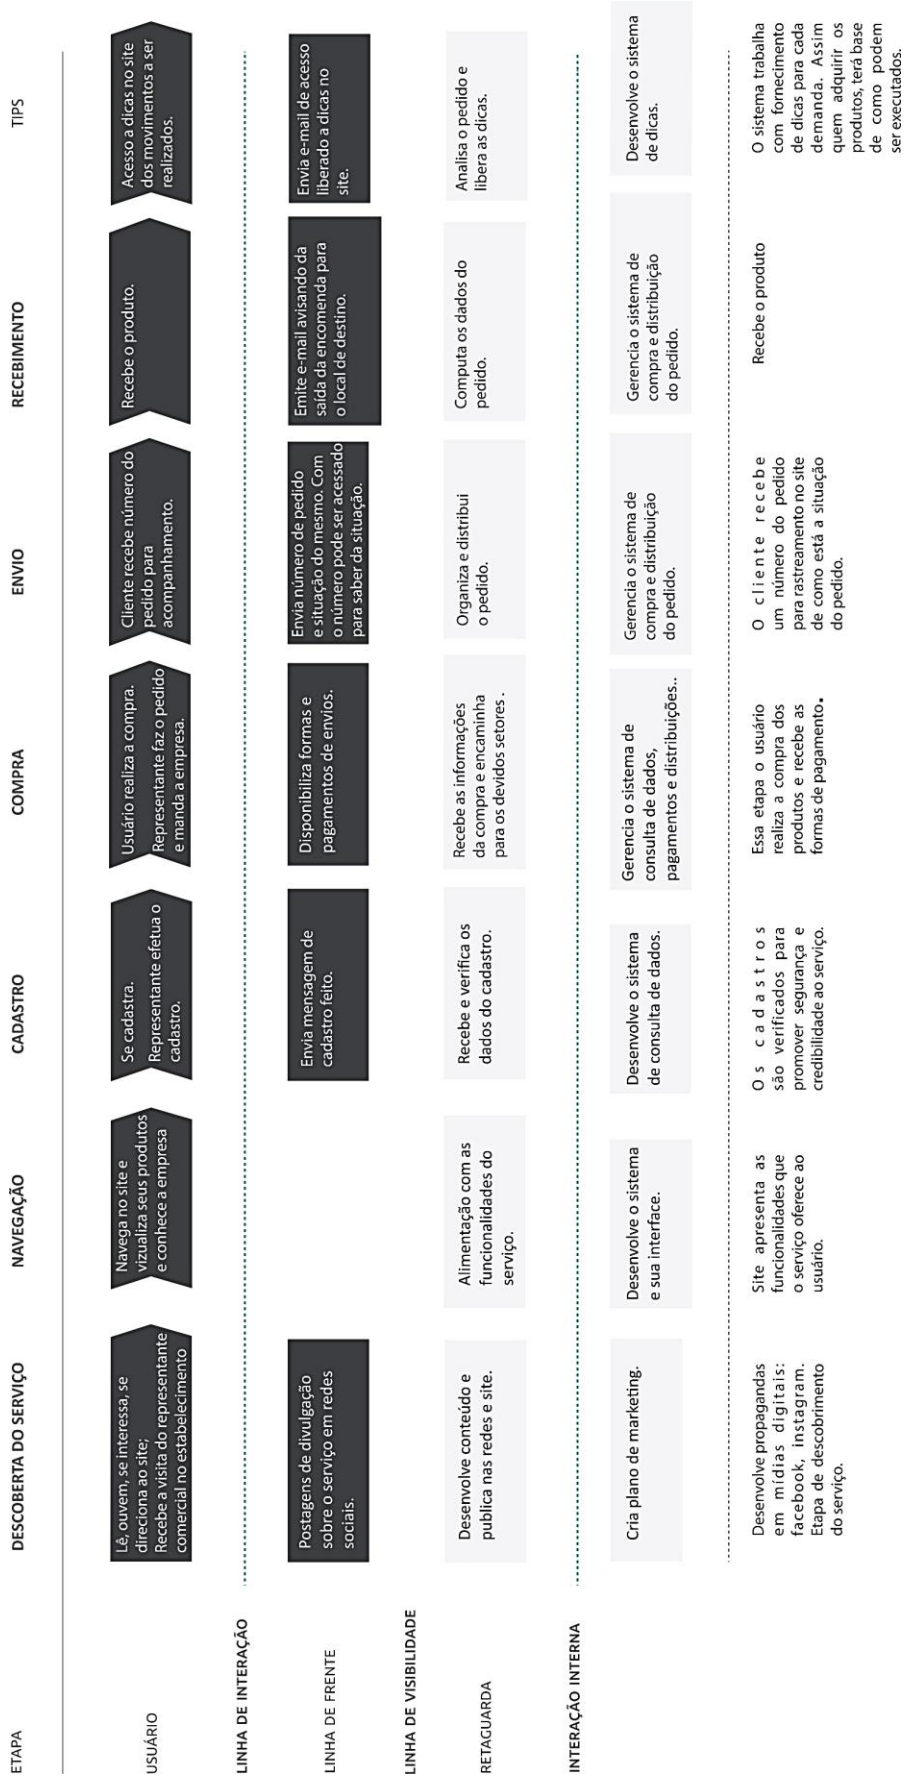 ETAPA
DESCOBERTA DO SERVIÇO
NAVEGAÇÃO
CADASTRO
COMPRA
ENVIO
RECEBIMENTO
TIPS
USUÁRIO
Lê, ouvem, se interessa, se
direciona ao site;
Recebe a visita do representante
comercial no estabelecimento
Navega no site e
vizualiza seus produtos
e conhece a empresa
Se cadastra.
Representante efetua o
cadastro.
Usuário realiza a compra.
Representante faz o pedido
e manda a empresa.
Cliente recebe número do
pedido para
acompanhamento.
Recebe o produto.
Acesso a dicas no site
dos movimentos a ser
realizados.
LINHA DE INTERAÇÃO
LINHA DE FRENTE
Postagens de divulgação
sobre o serviço em redes
sociais.
Envia mensagem de
cadastro feito.
Disponibiliza formas e
pagamentos de envios.
Envia número de pedido
e situação do mesmo. Com
o número pode ser acessado
para saber da situação.
Emite e-mail avisando da
saída da encomenda para
o local de destino.
Envia e-mail de acesso
liberado a dicas no
site.
LINHA DE VISIBILIDADE
RETAGUARDA
Desenvolve conteúdo e
publica nas redes e site.
Alimentação com as
funcionalidades do
serviço.
Recebe e verifica os
dados do cadastro.
Recebe as informações
da compra e encaminha
para os devidos setores .
Organiza e distribui
o pedido.
Computa os dados do
pedido.
Analisa o pedido e
libera as dicas.
INTERAÇÃO INTERNA
Cria plano de marketing.
Desenvolve o sistema
e sua interface.
Desenvolve o sistema
de consulta de dados.
Gerencia o sistema de
consulta de dados,
pagamentos e distribuições..
Gerencia o sistema de
compra e distribuição
do pedido.
Gerencia o sistema de
compra e distribuição
do pedido.
Desenvolve o sistema
de dicas.
Desenvolve propagandas
em mídias digitais:
facebook, instagram.
Etapa de descobrimento
do serviço.
Site apresenta as
funcionalidades que
o serviço oferece ao
usuário.
Os cadastros
são verificados para
promover segurança e
credibilidade ao serviço.
Essa etapa o usuário
realiza a compra dos
produtos e recebe as
formas de pagamento.
O cliente recebe
um número do pedido
para rastreamento no site
de como está a situação
do pedido.
Recebe o produto
O sistema trabalha
com fornecimento
de dicas para cada
demanda. Assim
quem adquirir os
produtos, terá base
de como podem
ser executados.